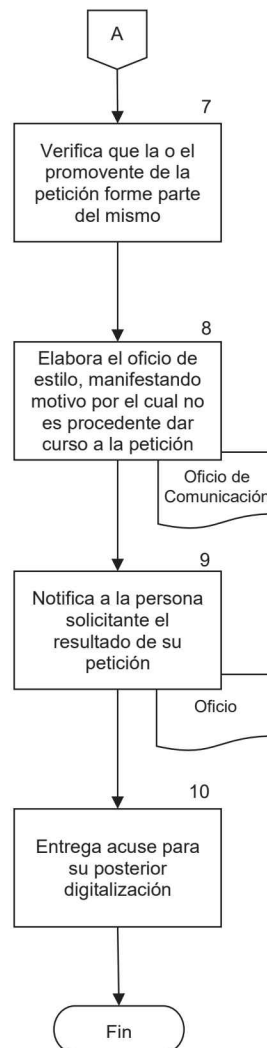 A
7
Verifica que la o el
promovente de la
petición forme parte
del mismo
8
Elabora el oficio de
estilo, manifestando
motivo por el cual no
es procedente dar
curso a la petición
Oficio de
Comunicación
9
Notifica a la persona
solicitante el
resultado de su
petición
Oficio
10
Entrega acuse para
su posterior
digitalización
Fin